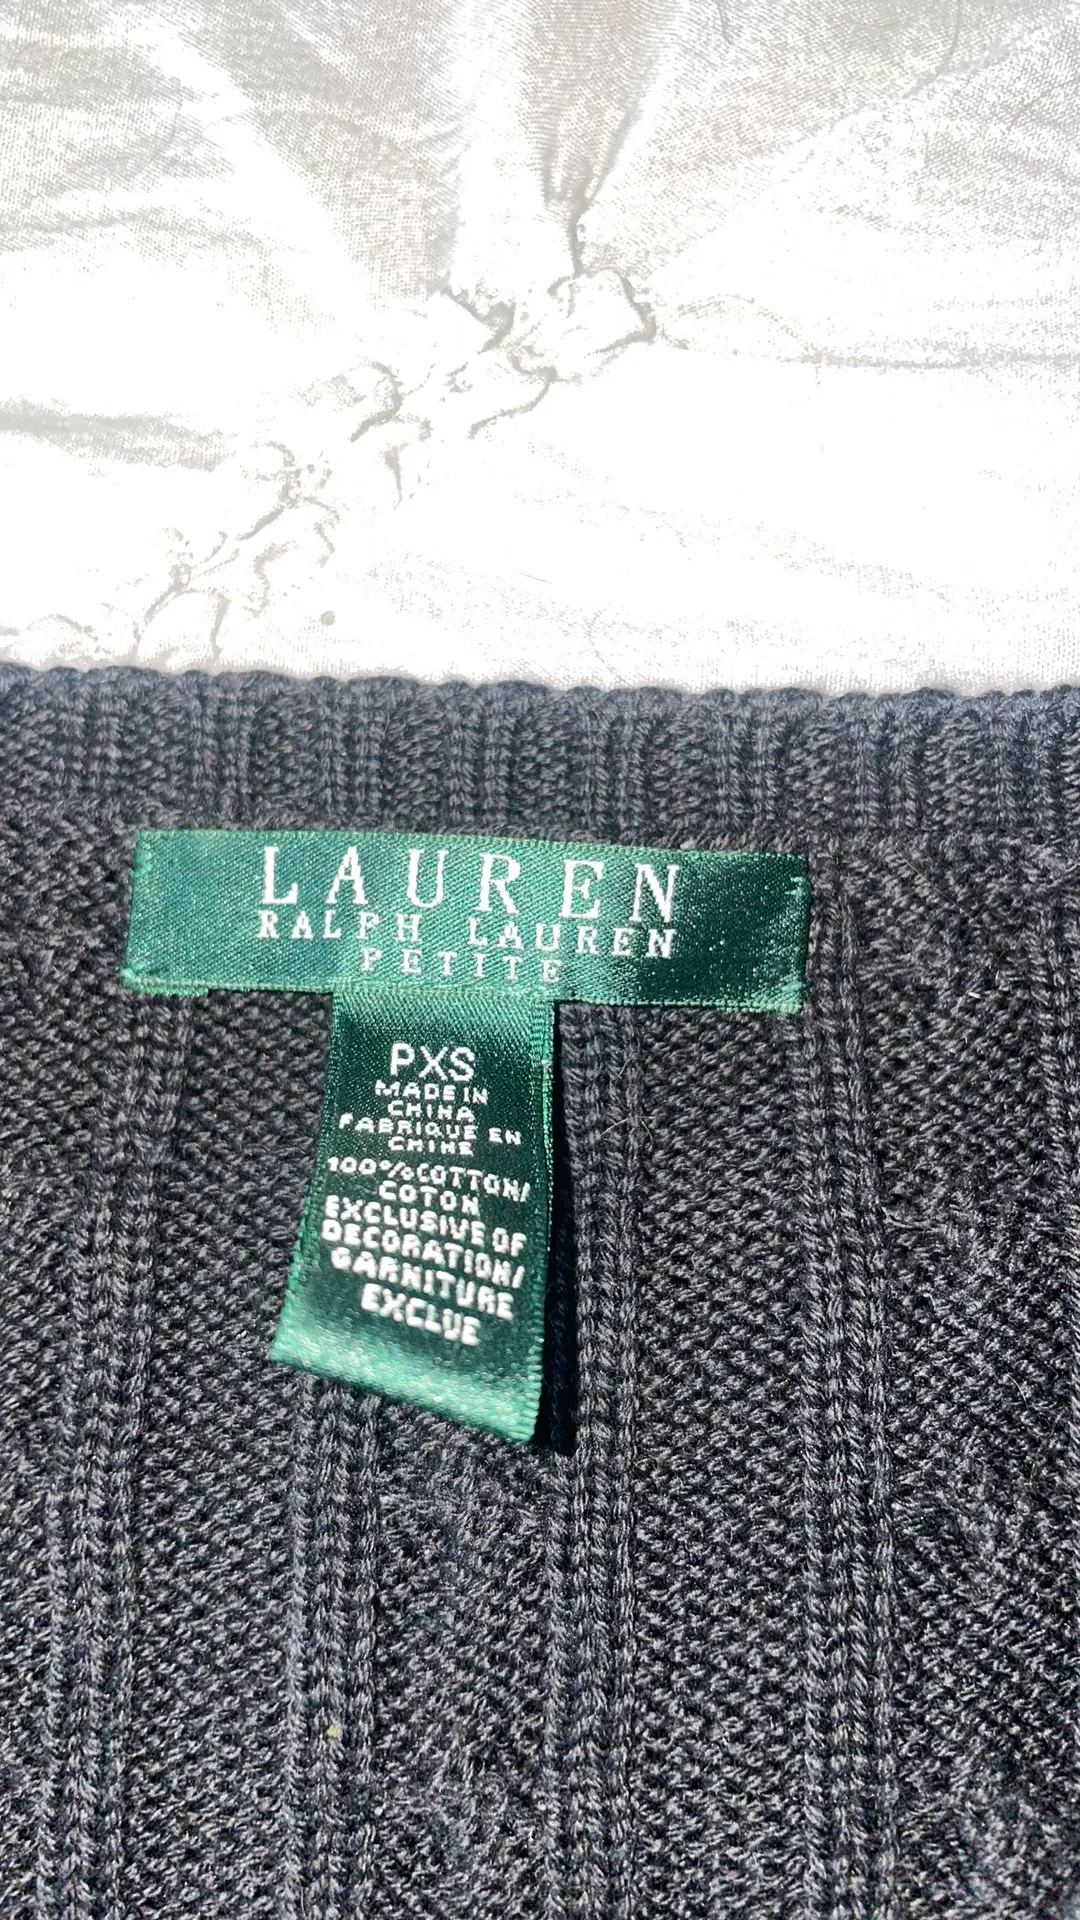 LAUREN
RALPH LAUREN
PETITE
PXS
MADE IN
CHINA
FABRIQUE EN
CHINE
100% COTTON/
COTON
EXCLUSIVE OF
DECORATION/
GARNITURE
EXCLUE